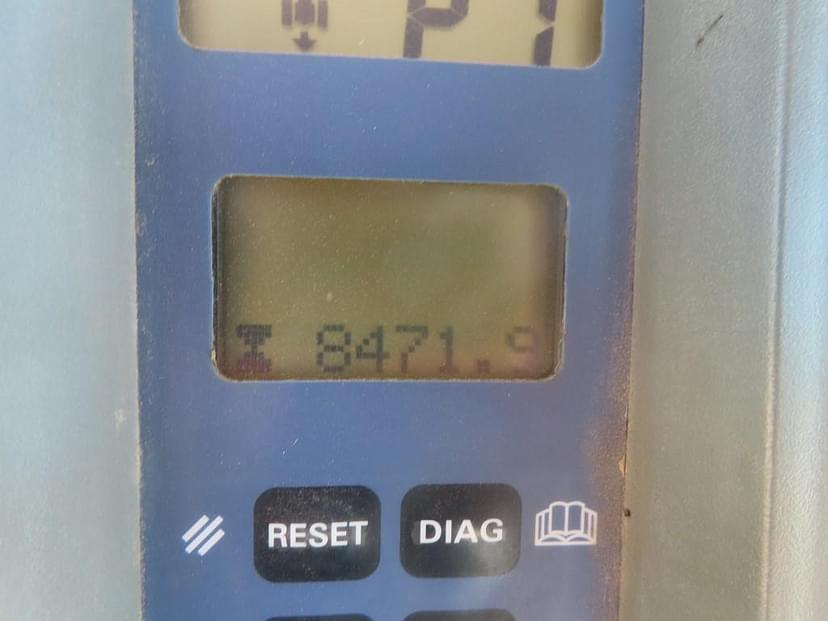 P1
8471.9
RESET DIAG